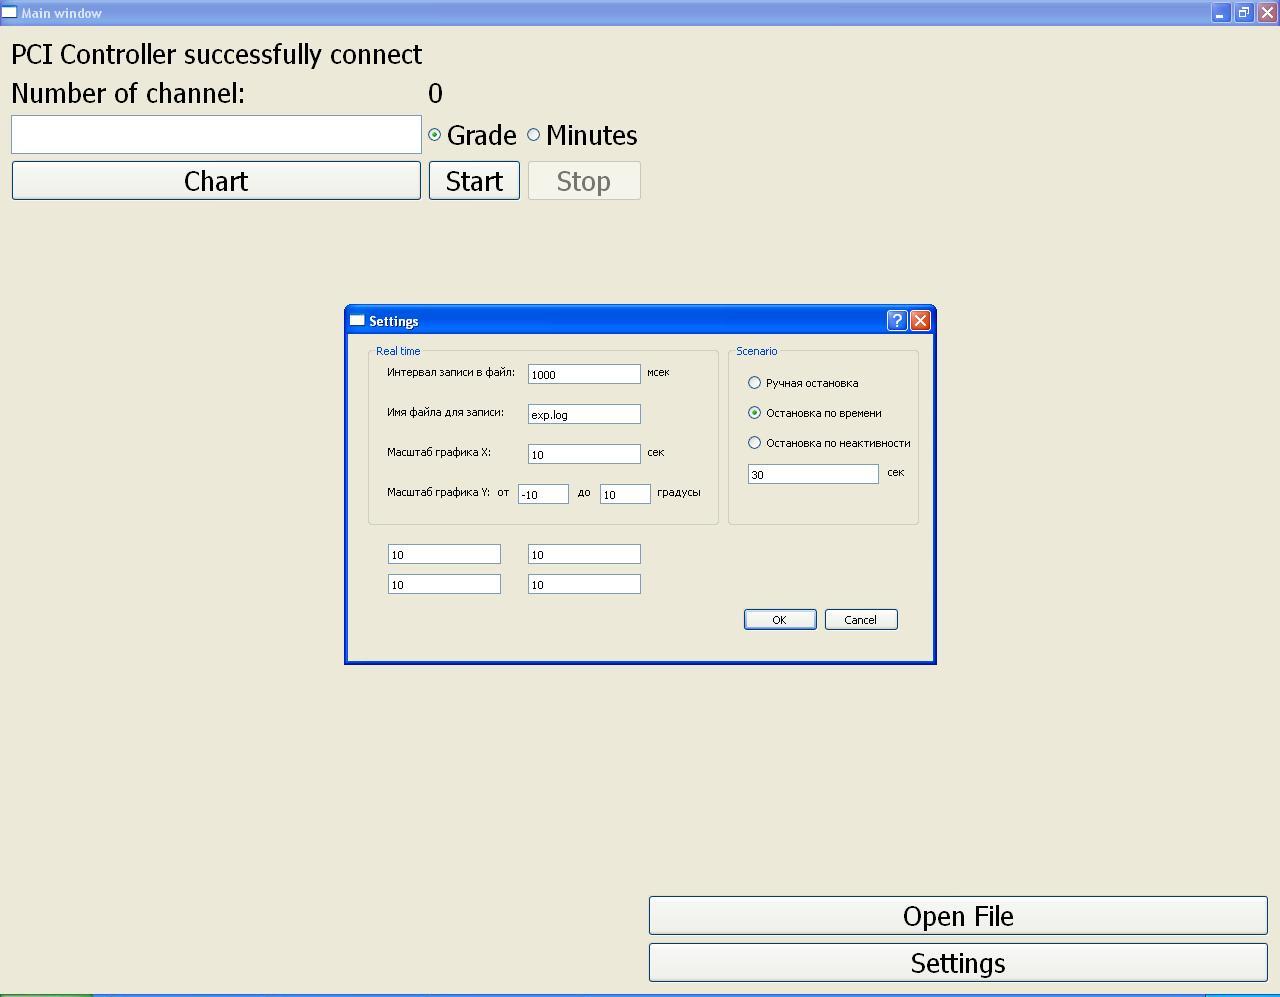 Main window
PCI Controller successfully connect
Number of channel: 0
Grade Minutes
Chart Start Stop
Settings
Real time
Интервал записи в файл: 1000 мсек
Имя файла для записи: exp.log
Масштаб графика X: 10 сек
Масштаб графика Y: от -10 до 10 градусы
10 10
10 10
Scenario
Ручная остановка
Остановка по времени
Остановка по неактивности
30 сек
OK Cancel
Open File
Settings